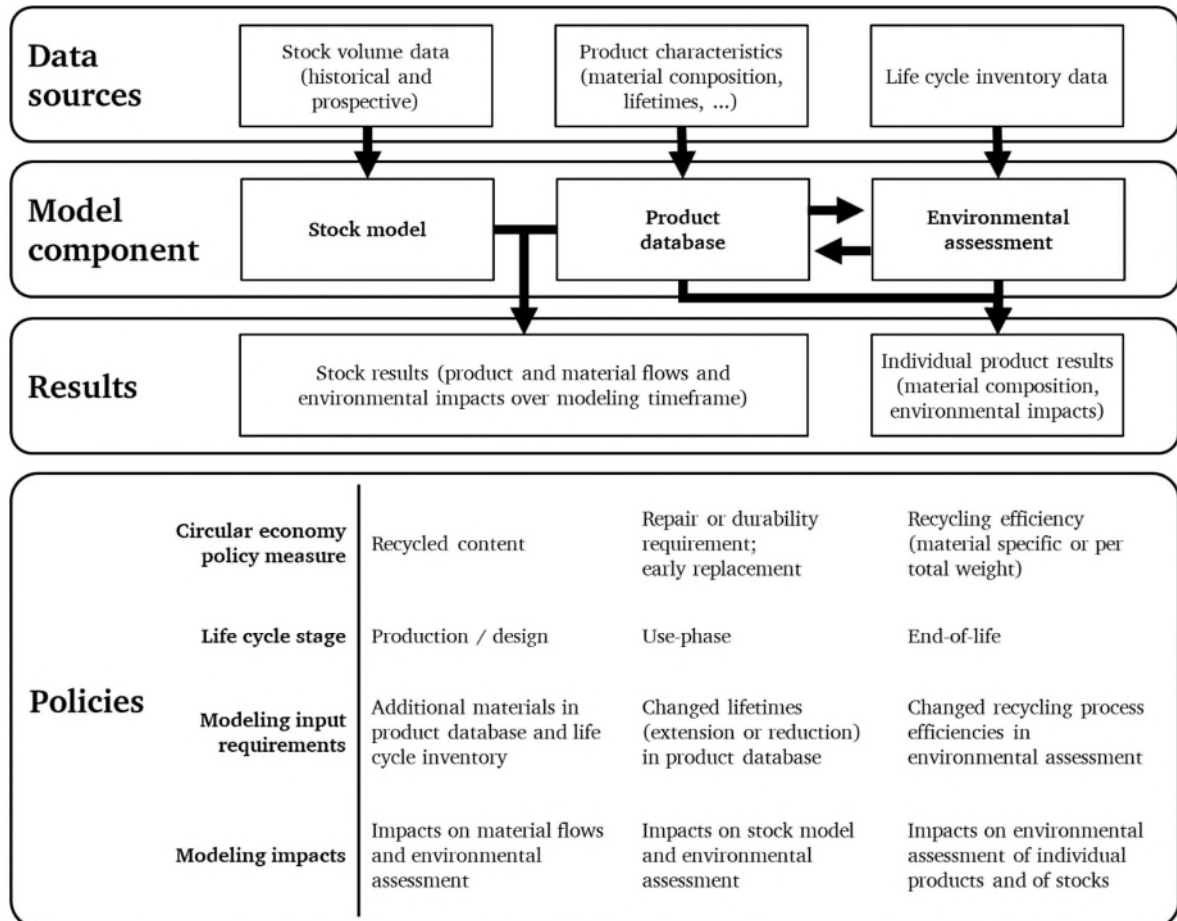 Data
sources
Stock volume data
(historical and
prospective)
Product characteristics
(material composition,
lifetimes, ...)
Life cycle inventory data
Model
component
Stock model
Product
database
Environmental
assessment
Results
Stock results (product and material flows and
environmental impacts over modeling timeframe)
Individual product results
(material composition,
environmental impacts)
Policies
Circular economy
policy measure
Recycled content
Repair or durability
requirement;
early replacement
Recycling efficiency
(material specific or per
total weight)
Life cycle stage
Production / design
Use-phase
End-of-life
Modeling input
requirements
Additional materials in
product database and life
cycle inventory
Changed lifetimes
(extension or reduction)
in product database
Changed recycling process
efficiencies in
environmental assessment
Modeling impacts
Impacts on material flows
and environmental
assessment
Impacts on stock model
and environmental
assessment
Impacts on environmental
assessment of individual
products and of stocks